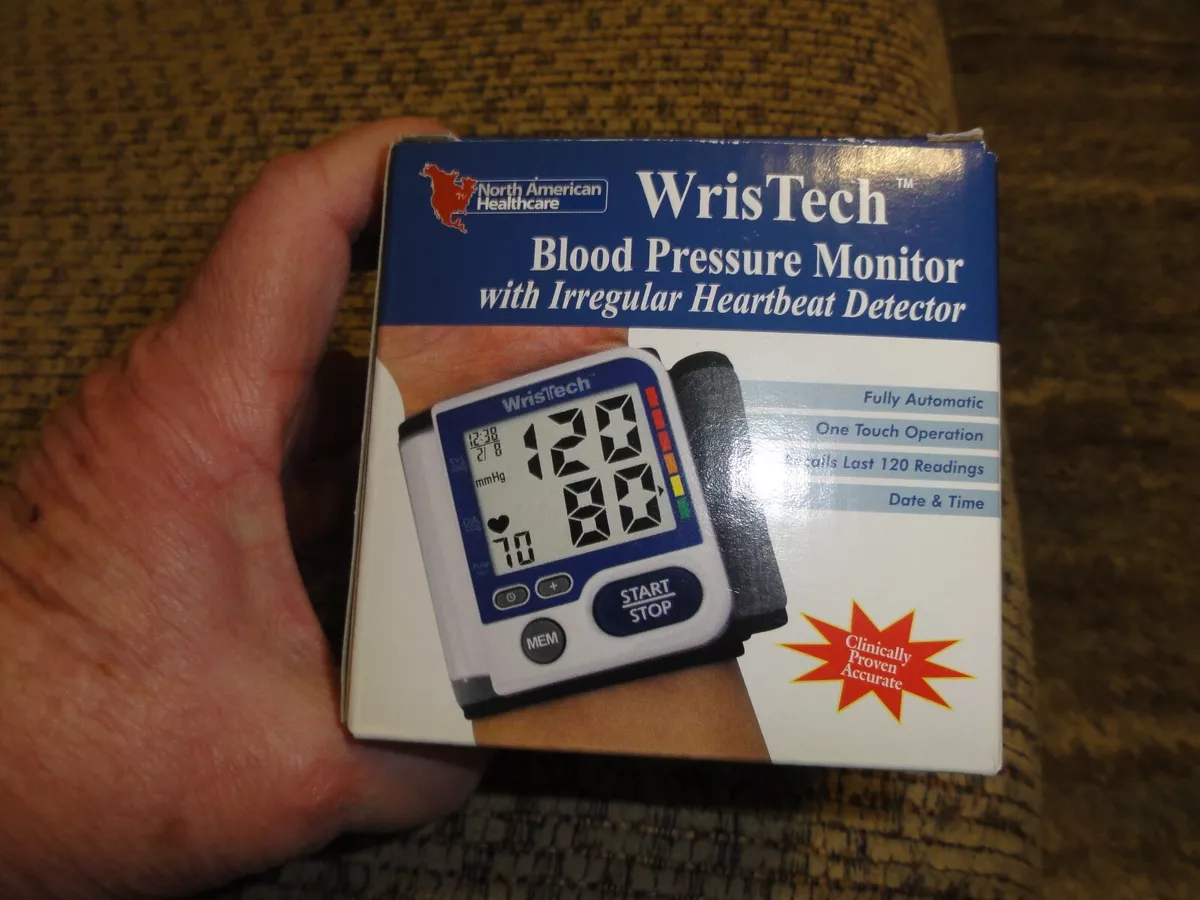 North American
Healthcare
WrisTech™
Blood Pressure Monitor
with Irregular Heartbeat Detector
WrisTech
12:38
2/ 8
mmHg
120
80
70
+
MEM
START
STOP
Fully Automatic
One Touch Operation
Recalls Last 120 Readings
Date & Time
Clinically
Proven
Accurate